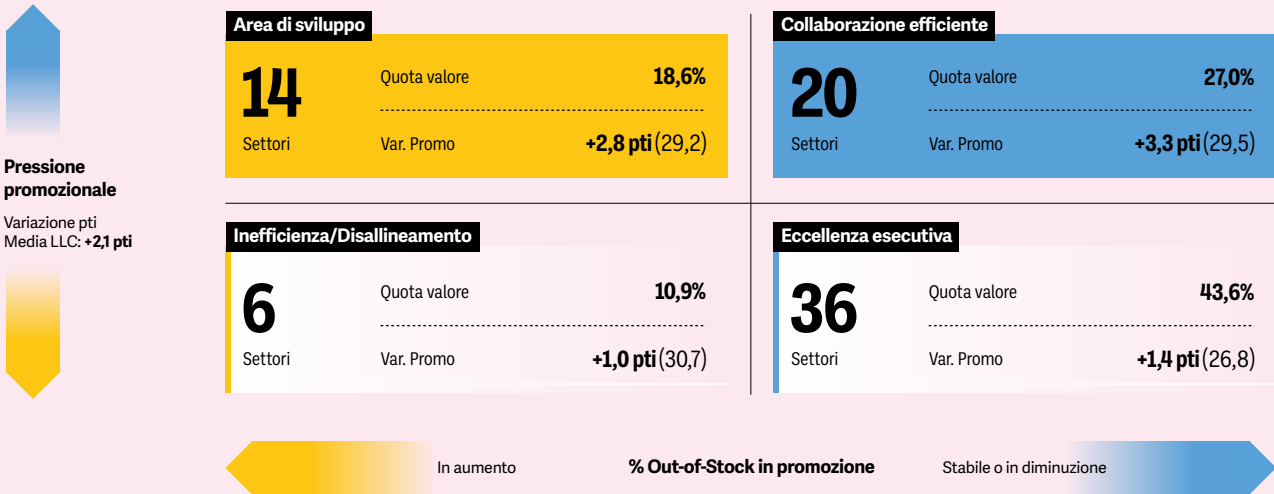 Area di sviluppo
14
Settori
Quota valore
18,6%
Var. Promo
+2,8 pti (29,2)
Collaborazione efficiente
20
Settori
Quota valore
27,0%
Var. Promo
+3,3 pti (29,5)
Pressione
promozionale
Variazione pti
Media LLC: +2,1 pti
Inefficienza/Disallineamento
6
Settori
Quota valore
10,9%
Var. Promo
+1,0 pti (30,7)
Eccellenza esecutiva
36
Settori
Quota valore
43,6%
Var. Promo
+1,4 pti (26,8)
In aumento
% Out-of-Stock in promozione
Stabile o in diminuzione